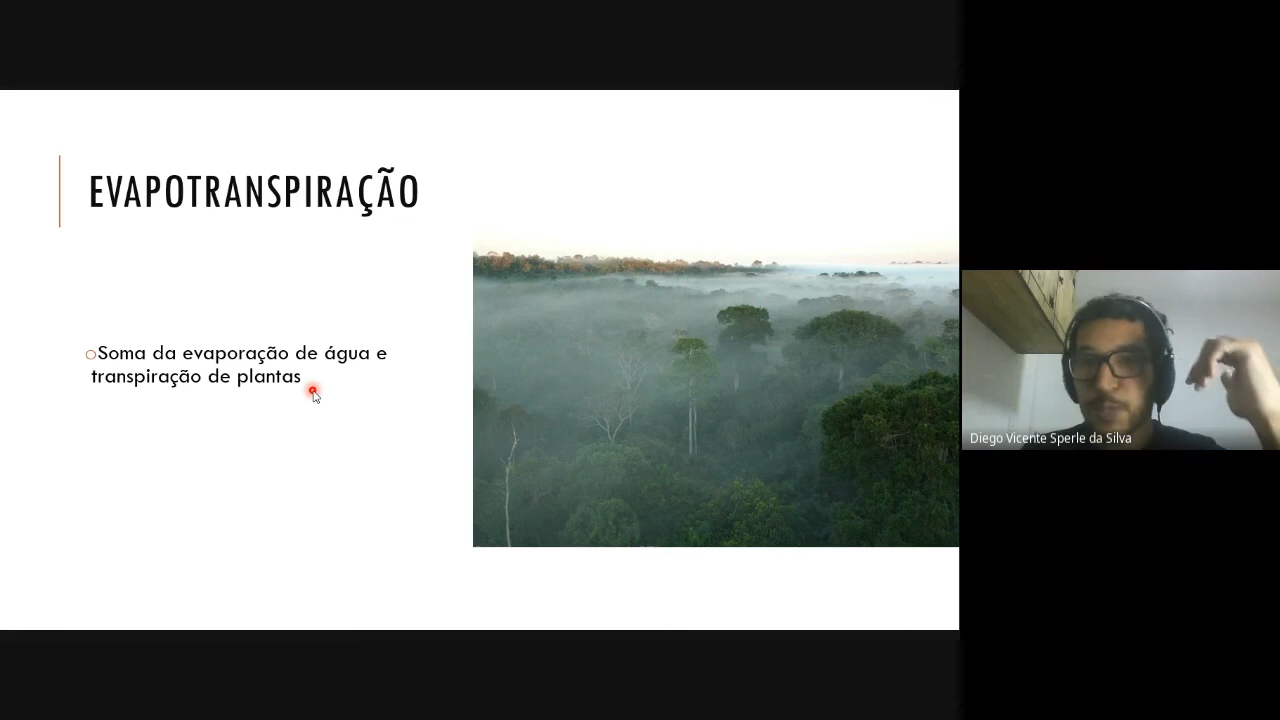 EVAPOTRANSPIRAÇÃO
Soma da evaporação de água e
transpiração de plantas
Diego Vicente Sperle da Silva